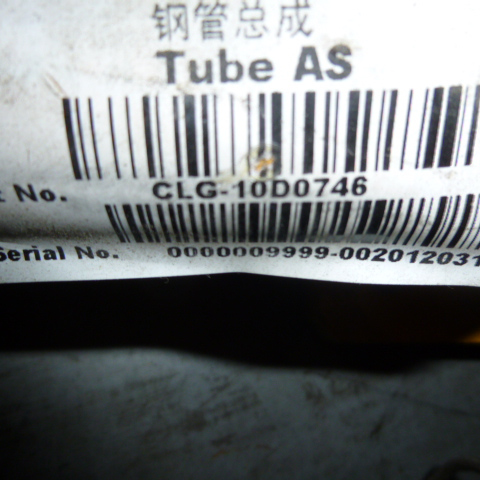 钢管总成
Tube AS
No. CLG-10D0746
Serial No. 0000009999-002012031